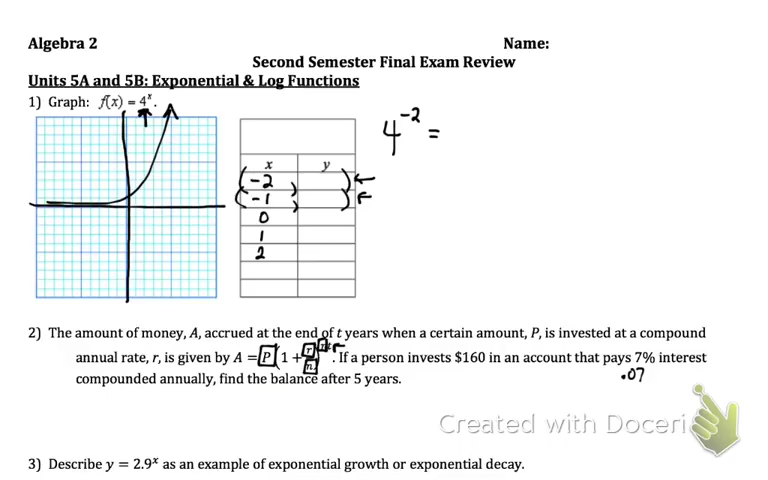 Algebra 2 Name:
Second Semester Final Exam Review
Units 5A and 5B: Exponential & Log Functions
1) Graph: f(x) = 4ˣ.
4⁻² =
x y
-2
-1
0
1
2
2) The amount of money, A, accrued at the end of t years when a certain amount, P, is invested at a compound
annual rate, r, is given by A = P(1 + r/n)ⁿᵗ. If a person invests $160 in an account that pays 7% interest
.07
compounded annually, find the balance after 5 years.
Created with Doceri
3) Describe y = 2.9ˣ as an example of exponential growth or exponential decay.